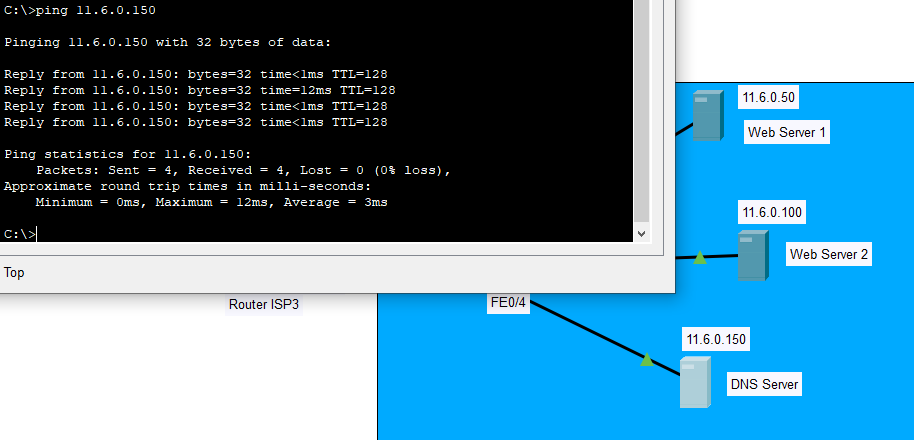 C:\>ping 11.6.0.150
Pinging 11.6.0.150 with 32 bytes of data:
Reply from 11.6.0.150: bytes=32 time<1ms TTL=128
Reply from 11.6.0.150: bytes=32 time=12ms TTL=128
Reply from 11.6.0.150: bytes=32 time<1ms TTL=128
Reply from 11.6.0.150: bytes=32 time<1ms TTL=128
Ping statistics for 11.6.0.150:
    Packets: Sent = 4, Received = 4, Lost = 0 (0% loss),
Approximate round trip times in milli-seconds:
    Minimum = 0ms, Maximum = 12ms, Average = 3ms
C:\>
Top
Router ISP3
11.6.0.50
Web Server 1
11.6.0.100
Web Server 2
FE0/4
11.6.0.150
DNS Server